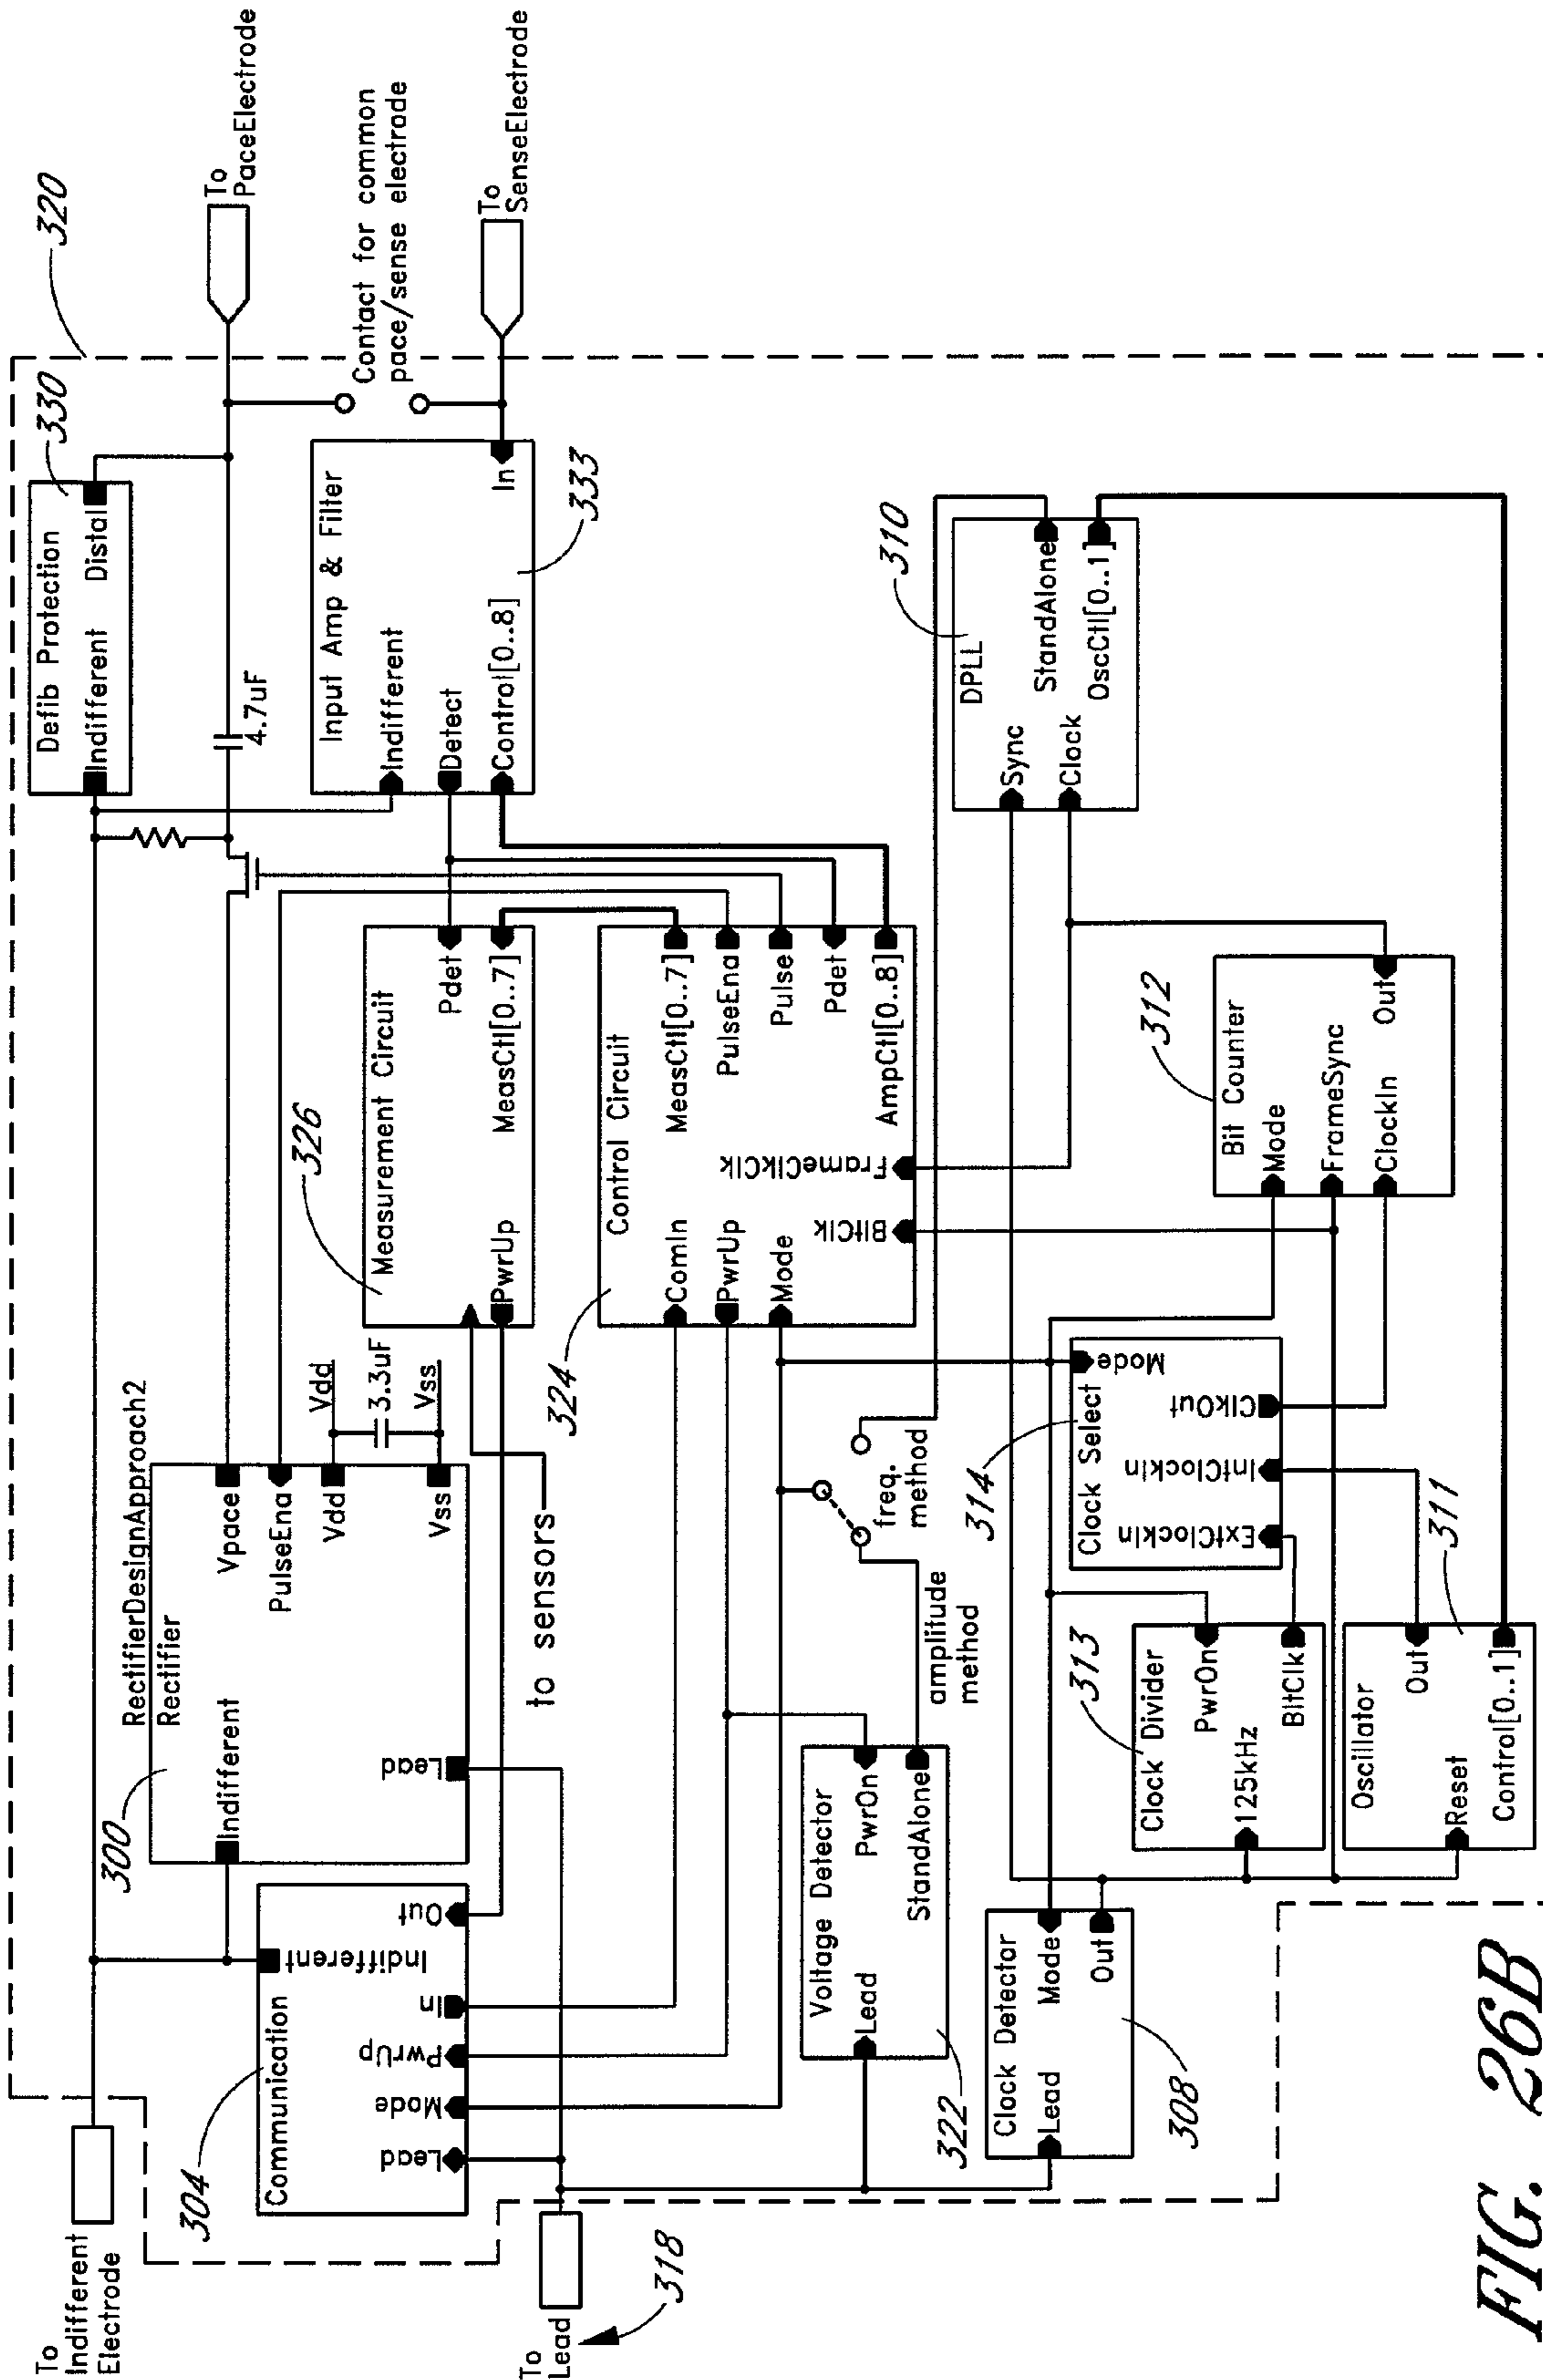 To
Indifferent
Electrode
To
Lead
318
304
Communication
Lead
Mode
PwrUp
In
Indifferent
Out
300
RectifierDesignApproach2
Rectifier
Indifferent
Lead
Vpace
PulseEna
Vdd
Vss
Vdd
3.3uF
Vss
to sensors
330
Defib Protection
Indifferent
Distal
4.7uF
320
To
PaceElectrode
Contact for common
pace/sense electrode
To
SenseElectrode
Input Amp & Filter
Indifferent
Detect
Control[0..8]
In
333
326
Measurement Circuit
PwrUp
Pdet
MeasCtl[0..7]
324
Control Circuit
ComIn
PwrUp
Mode
MeasCtl[0..7]
PulseEna
Pulse
Pdet
AmpCtl[0..8]
BitClk
FrameClkClk
Voltage Detector
Lead
PwrOn
StandAlone
322
amplitude
method
freq.
method
Clock Detector
Lead
Mode
Out
308
313
Clock Divider
125kHz
PwrOn
BitClk
Oscillator
Reset
Out
Control[0..1]
311
314
Clock Select
ExtClockIn
IntClockIn
ClkOut
Mode
312
Bit Counter
Mode
FrameSync
ClockIn
Out
310
DPLL
Sync
Clock
StandAlone
OscCtl[0..1]
FIG. 26B